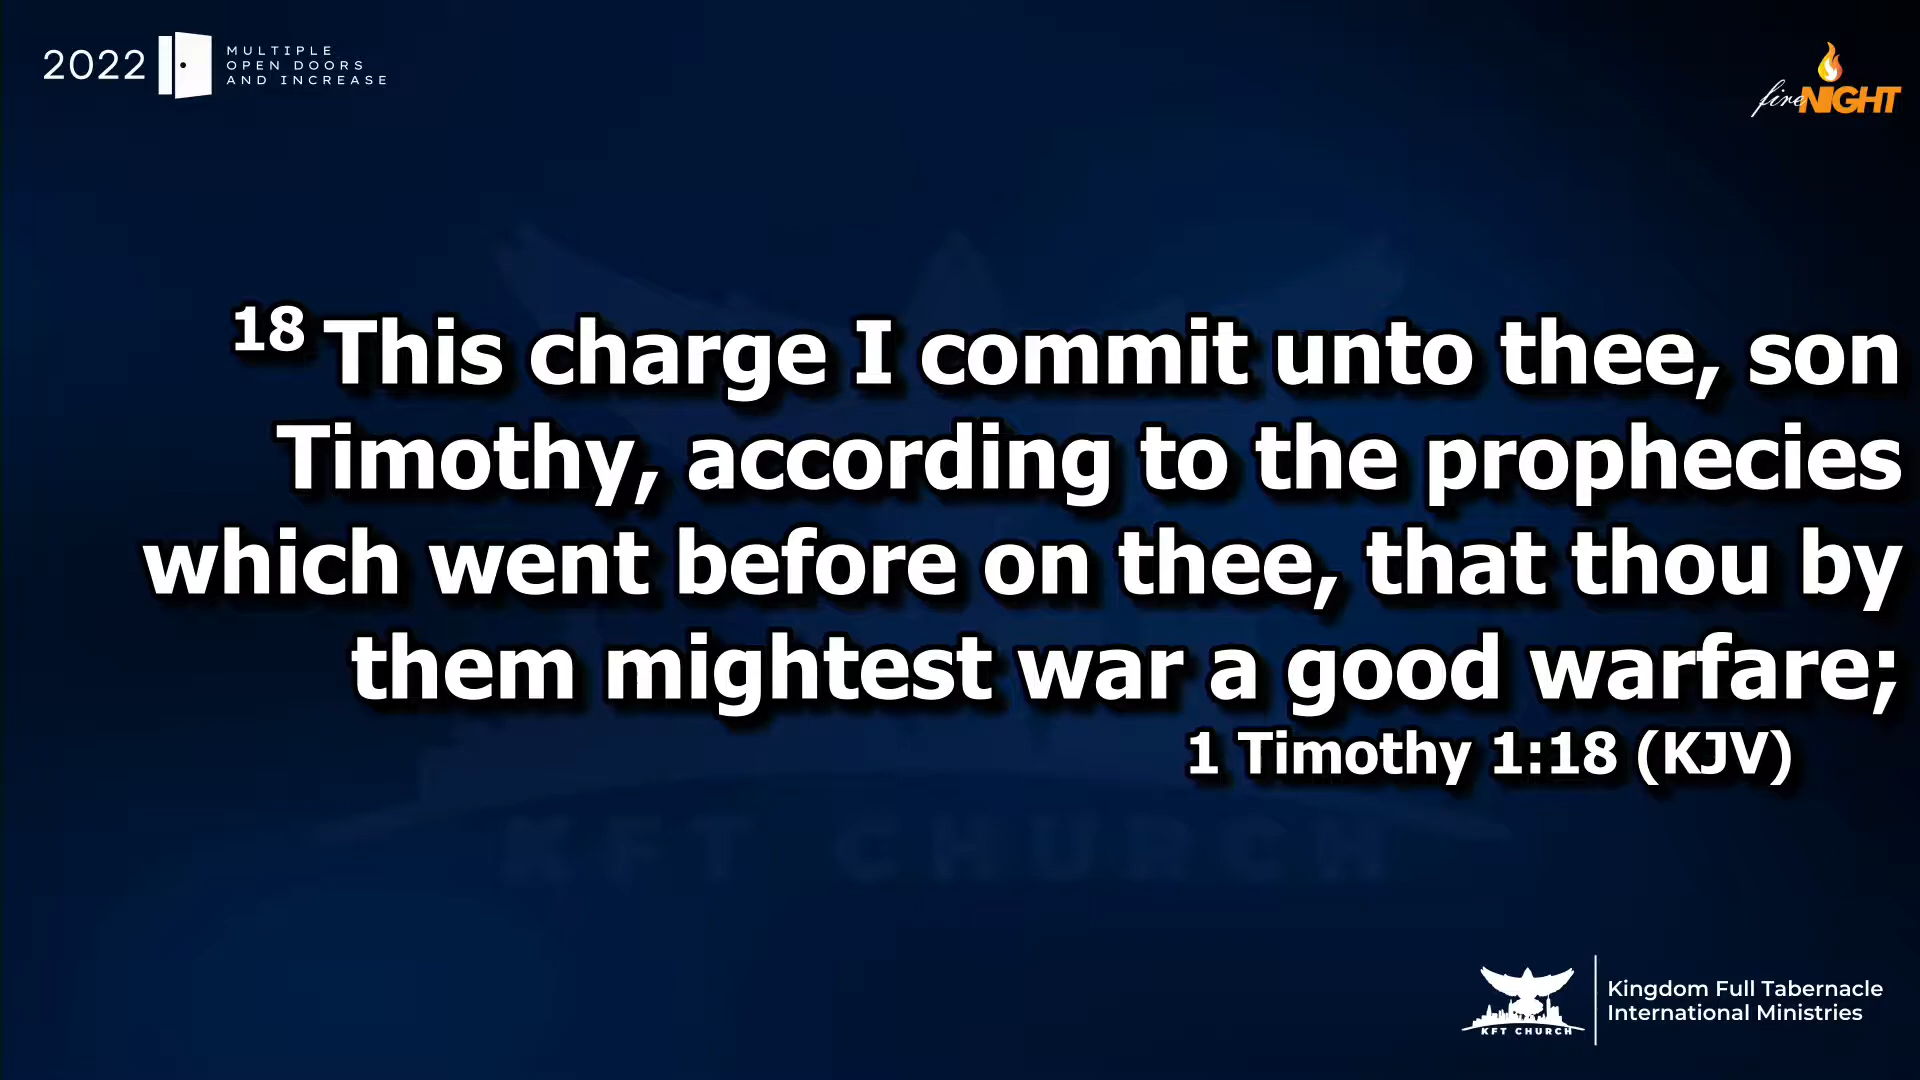 2022
MULTIPLE
OPEN DOORS
AND INCREASE
fireNIGHT
18 This charge I commit unto thee, son
Timothy, according to the prophecies
which went before on thee, that thou by
them mightest war a good warfare;
1 Timothy 1:18 (KJV)
KFT CHURCH
KFT CHURCH
Kingdom Full Tabernacle
International Ministries